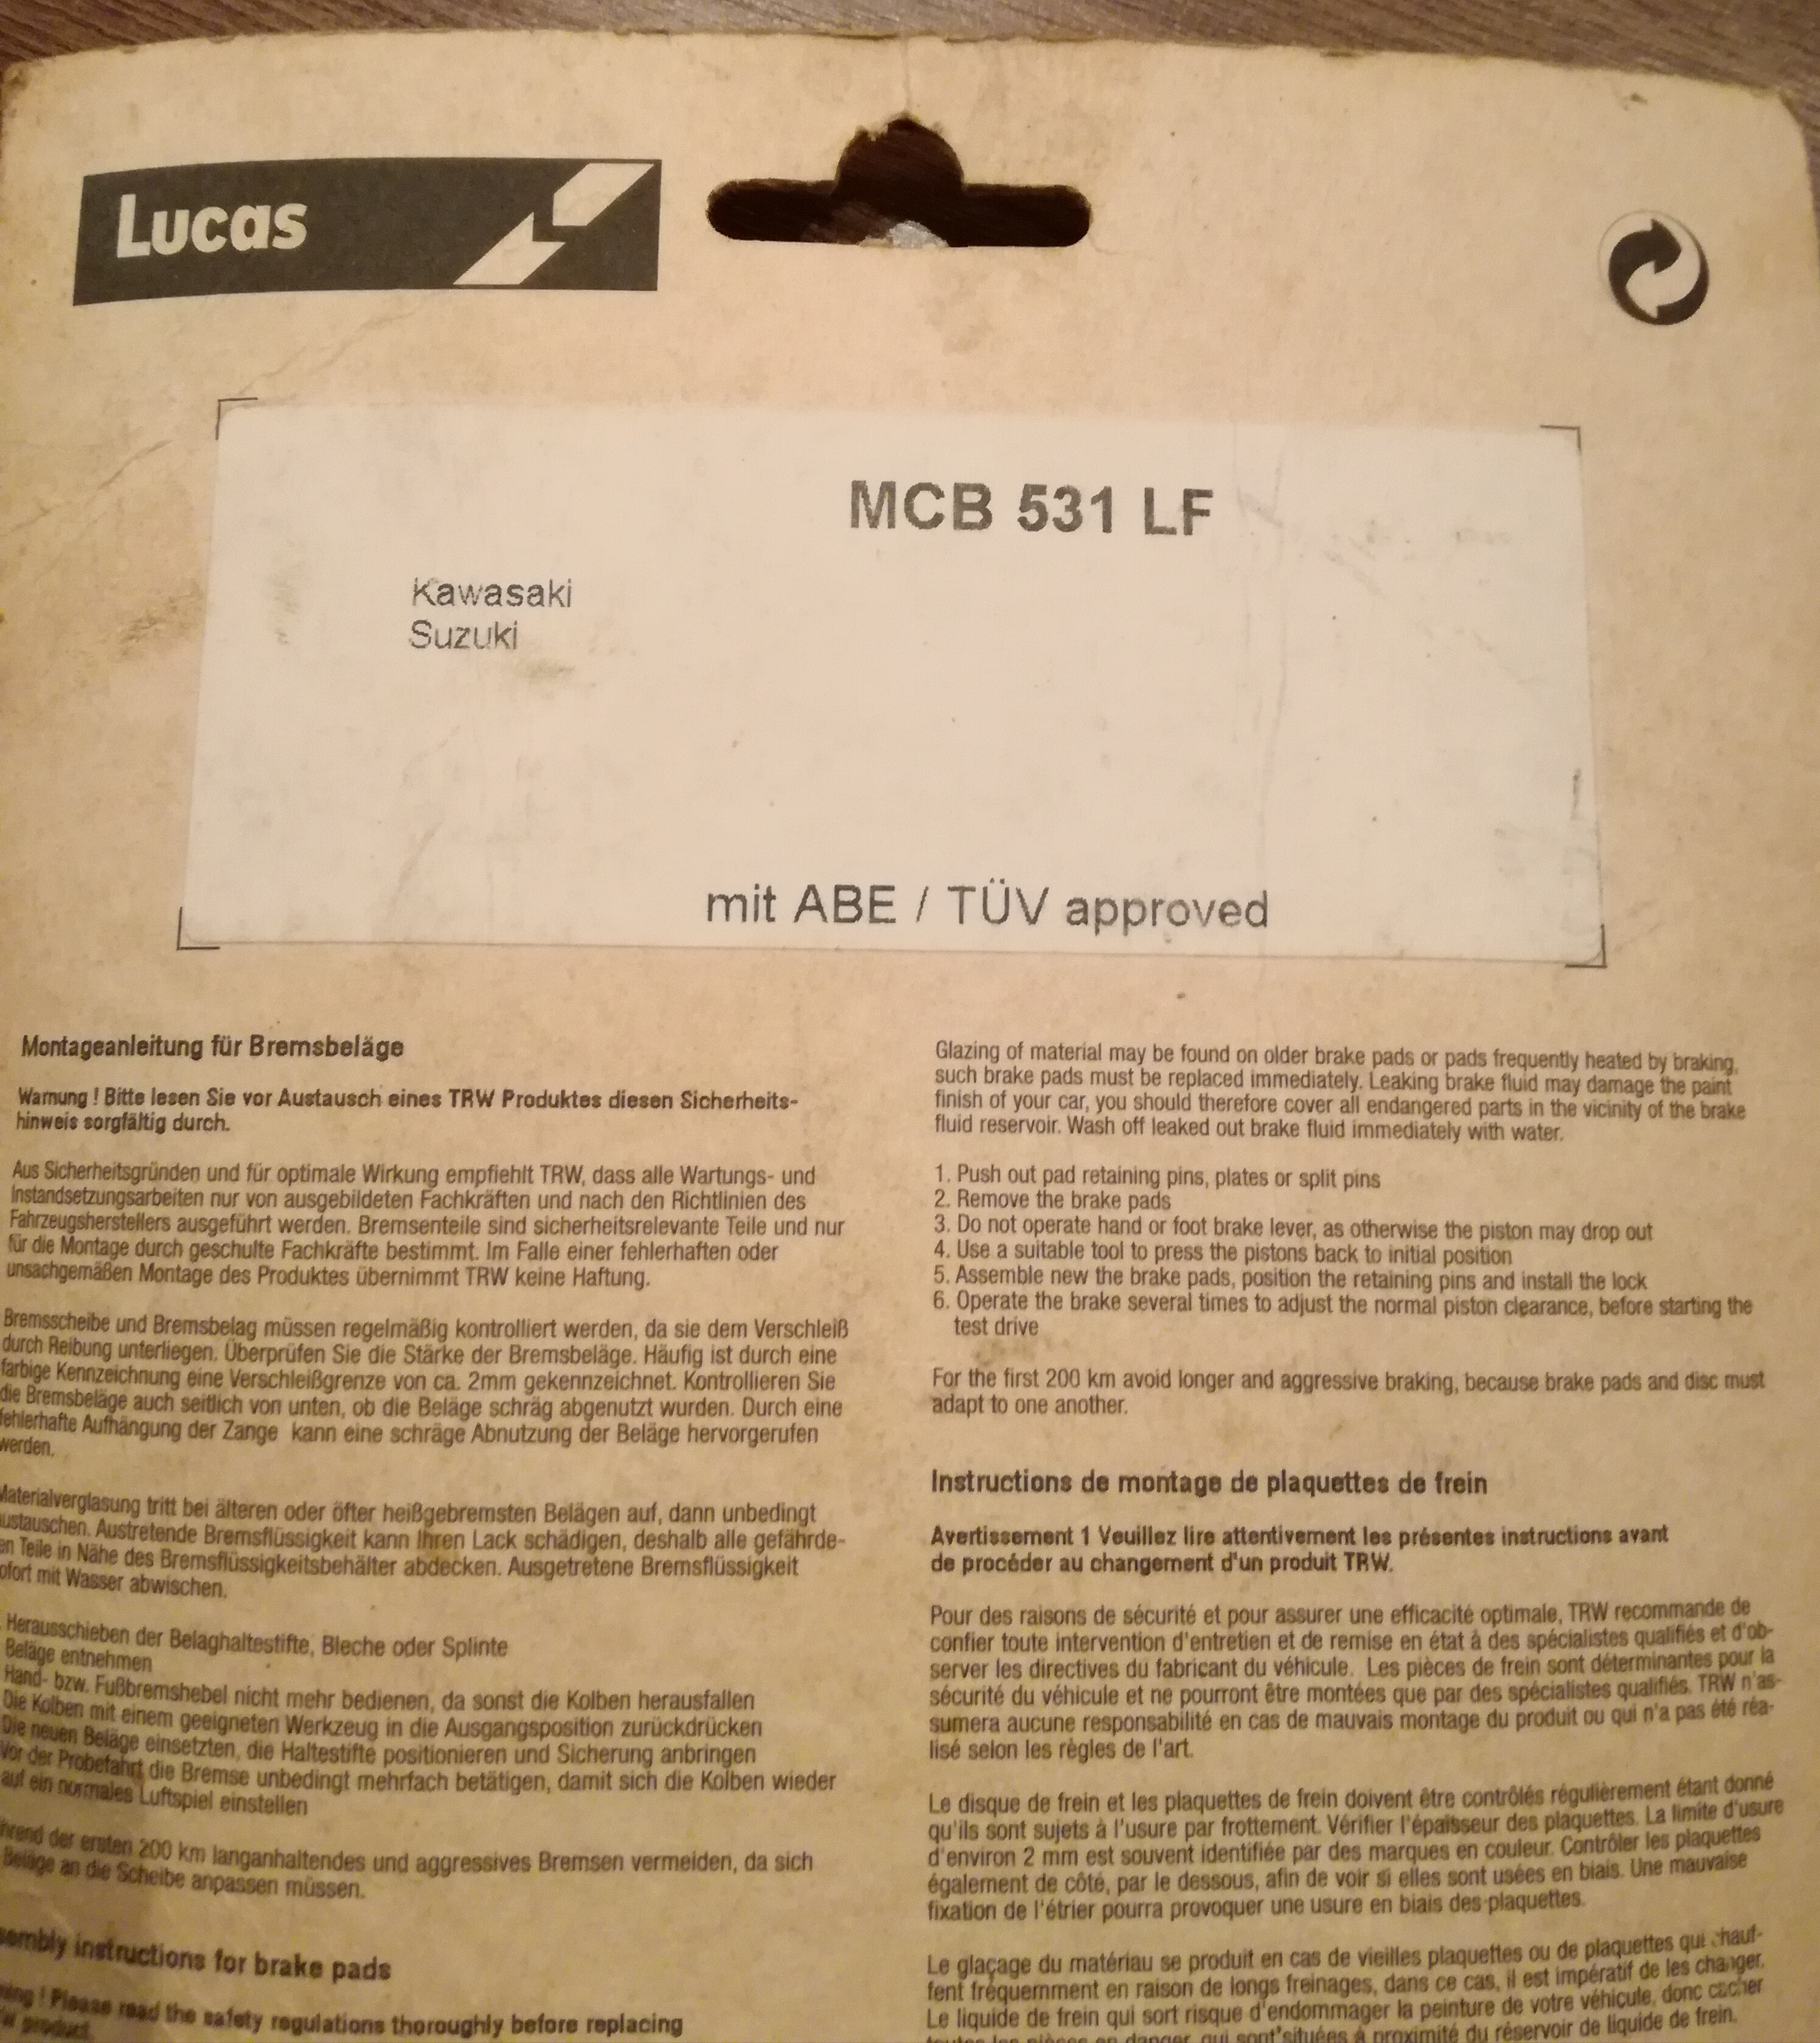 Lucas
MCB 531 LF
Kawasaki
Suzuki
mit ABE / TÜV approved
Montageanleitung für Bremsbeläge
Warnung ! Bitte lesen Sie vor Austausch eines TRW Produktes diesen Sicherheits-
hinweis sorgfältig durch.
Aus Sicherheitsgründen und für optimale Wirkung empfiehlt TRW, dass alle Wartungs- und
Instandsetzungsarbeiten nur von ausgebildeten Fachkräften und nach den Richtlinien des
Fahrzeugsherstellers ausgeführt werden. Bremsenteile sind sicherheitsrelevante Teile und nur
für die Montage durch geschulte Fachkräfte bestimmt. Im Falle einer fehlerhaften oder
unsachgemäßen Montage des Produktes übernimmt TRW keine Haftung.
Bremsscheibe und Bremsbelag müssen regelmäßig kontrolliert werden, da sie dem Verschleiß
durch Reibung unterliegen. Überprüfen Sie die Stärke der Bremsbeläge. Häufig ist durch eine
farbige Kennzeichnung eine Verschleißgrenze von ca. 2mm gekennzeichnet. Kontrollieren Sie
die Bremsbeläge auch seitlich von unten, ob die Beläge schräg abgenutzt wurden. Durch eine
fehlerhafte Aufhängung der Zange kann eine schräge Abnutzung der Beläge hervorgerufen
werden.
Materialverglasung tritt bei älteren oder öfter heißgebremsten Belägen auf, dann unbedingt
austauschen. Austretende Bremsflüssigkeit kann Ihren Lack schädigen, deshalb alle gefährde-
en Teile in Nähe des Bremsflüssigkeitsbehälter abdecken. Ausgetretene Bremsflüssigkeit
ofort mit Wasser abwischen.
Herausschieben der Belaghaltestifte, Bleche oder Splinte
Beläge entnehmen
Hand- bzw. Fußbremshebel nicht mehr bedienen, da sonst die Kolben herausfallen
Die Kolben mit einem geeigneten Werkzeug in die Ausgangsposition zurückdrücken
Die neuen Beläge einsetzten, die Haltestifte positionieren und Sicherung anbringen
Vor der Probefahrt die Bremse unbedingt mehrfach betätigen, damit sich die Kolben wieder
auf ein normales Luftspiel einstellen
hrend der ersten 200 km langanhaltendes und aggressives Bremsen vermeiden, da sich
Beläge an die Scheibe anpassen müssen.
sembly instructions for brake pads
ning ! Please read the safety regulations thoroughly before replacing
product.
Glazing of material may be found on older brake pads or pads frequently heated by braking,
such brake pads must be replaced immediately. Leaking brake fluid may damage the paint
finish of your car, you should therefore cover all endangered parts in the vicinity of the brake
fluid reservoir. Wash off leaked out brake fluid immediately with water.
1. Push out pad retaining pins, plates or split pins
2. Remove the brake pads
3. Do not operate hand or foot brake lever, as otherwise the piston may drop out
4. Use a suitable tool to press the pistons back to initial position
5. Assemble new the brake pads, position the retaining pins and install the lock
6. Operate the brake several times to adjust the normal piston clearance, before starting the
test drive
For the first 200 km avoid longer and aggressive braking, because brake pads and disc must
adapt to one another.
Instructions de montage de plaquettes de frein
Avertissement 1 Veuillez lire attentivement les présentes instructions avant
de procéder au changement d'un produit TRW.
Pour des raisons de sécurité et pour assurer une efficacité optimale, TRW recommande de
confier toute intervention d'entretien et de remise en état à des spécialistes qualifiés et d'ob-
server les directives du fabricant du véhicule. Les pièces de frein sont déterminantes pour la
sécurité du véhicule et ne pourront être montées que par des spécialistes qualifiés. TRW n'as-
sumera aucune responsabilité en cas de mauvais montage du produit ou qui n'a pas été réa-
lisé selon les règles de l'art.
Le disque de frein et les plaquettes de frein doivent être contrôlés régulièrement étant donné
qu'ils sont sujets à l'usure par frottement. Vérifier l'épaisseur des plaquettes. La limite d'usure
d'environ 2 mm est souvent identifiée par des marques en couleur. Contrôler les plaquettes
également de côté, par le dessous, afin de voir si elles sont usées en biais. Une mauvaise
fixation de l'étrier pourra provoquer une usure en biais des plaquettes.
Le glaçage du matériau se produit en cas de vieilles plaquettes ou de plaquettes qui chauf-
fent fréquemment en raison de longs freinages, dans ce cas, il est impératif de les changer.
Le liquide de frein qui sort risque d'endommager la peinture de votre véhicule, donc cacher
toutes les pièces en danger qui sont situées à proximité du réservoir de liquide de frein.